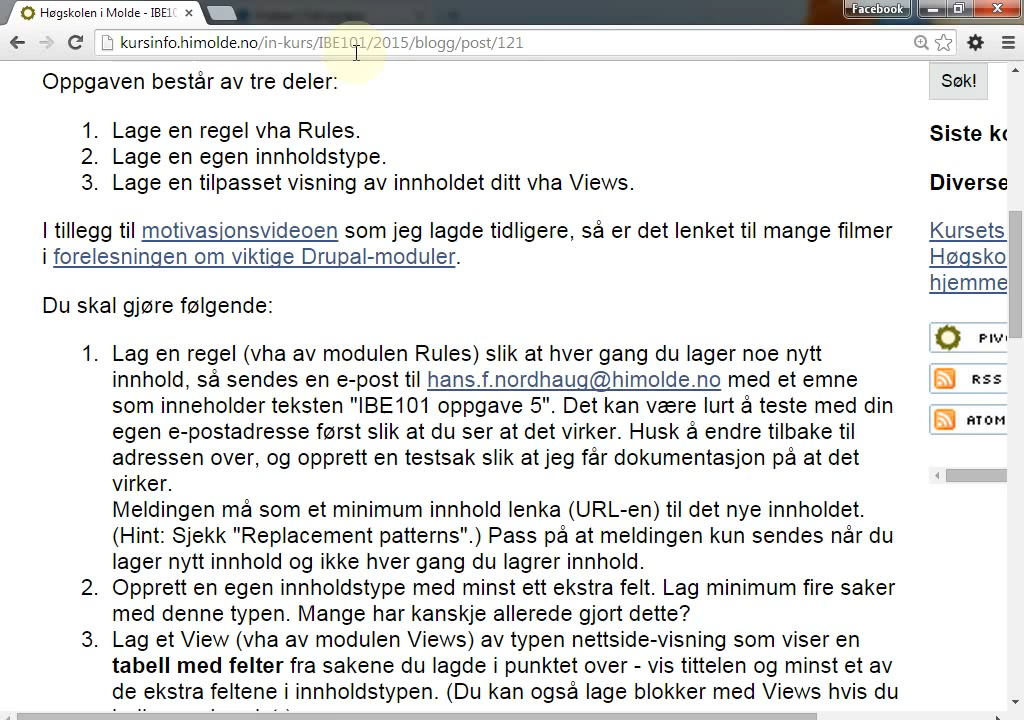 Høgskolen i Molde - IBE10
Facebook
kursinfo.himolde.no/in-kurs/IBE101/2015/blogg/post/121
Oppgaven består av tre deler:
1. Lage en regel vha Rules.
2. Lage en egen innholdstype.
3. Lage en tilpasset visning av innholdet ditt vha Views.
I tillegg til motivasjonsvideoen som jeg lagde tidligere, så er det lenket til mange filmer
i forelesningen om viktige Drupal-moduler.
Du skal gjøre følgende:
1. Lag en regel (vha av modulen Rules) slik at hver gang du lager noe nytt
innhold, så sendes en e-post til hans.f.nordhaug@himolde.no med et emne
som inneholder teksten "IBE101 oppgave 5". Det kan være lurt å teste med din
egen e-postadresse først slik at du ser at det virker. Husk å endre tilbake til
adressen over, og opprett en testsak slik at jeg får dokumentasjon på at det
virker.
Meldingen må som et minimum innhold lenka (URL-en) til det nye innholdet.
(Hint: Sjekk "Replacement patterns".) Pass på at meldingen kun sendes når du
lager nytt innhold og ikke hver gang du lagrer innhold.
2. Opprett en egen innholdstype med minst ett ekstra felt. Lag minimum fire saker
med denne typen. Mange har kanskje allerede gjort dette?
3. Lag et View (vha av modulen Views) av typen nettside-visning som viser en
tabell med felter fra sakene du lagde i punktet over - vis tittelen og minst et av
de ekstra feltene i innholdstypen. (Du kan også lage blokker med Views hvis du
Søk!
Siste ko
Diverse
Kursets
Høgsko
hjemme
PIV
RSS
ATOM